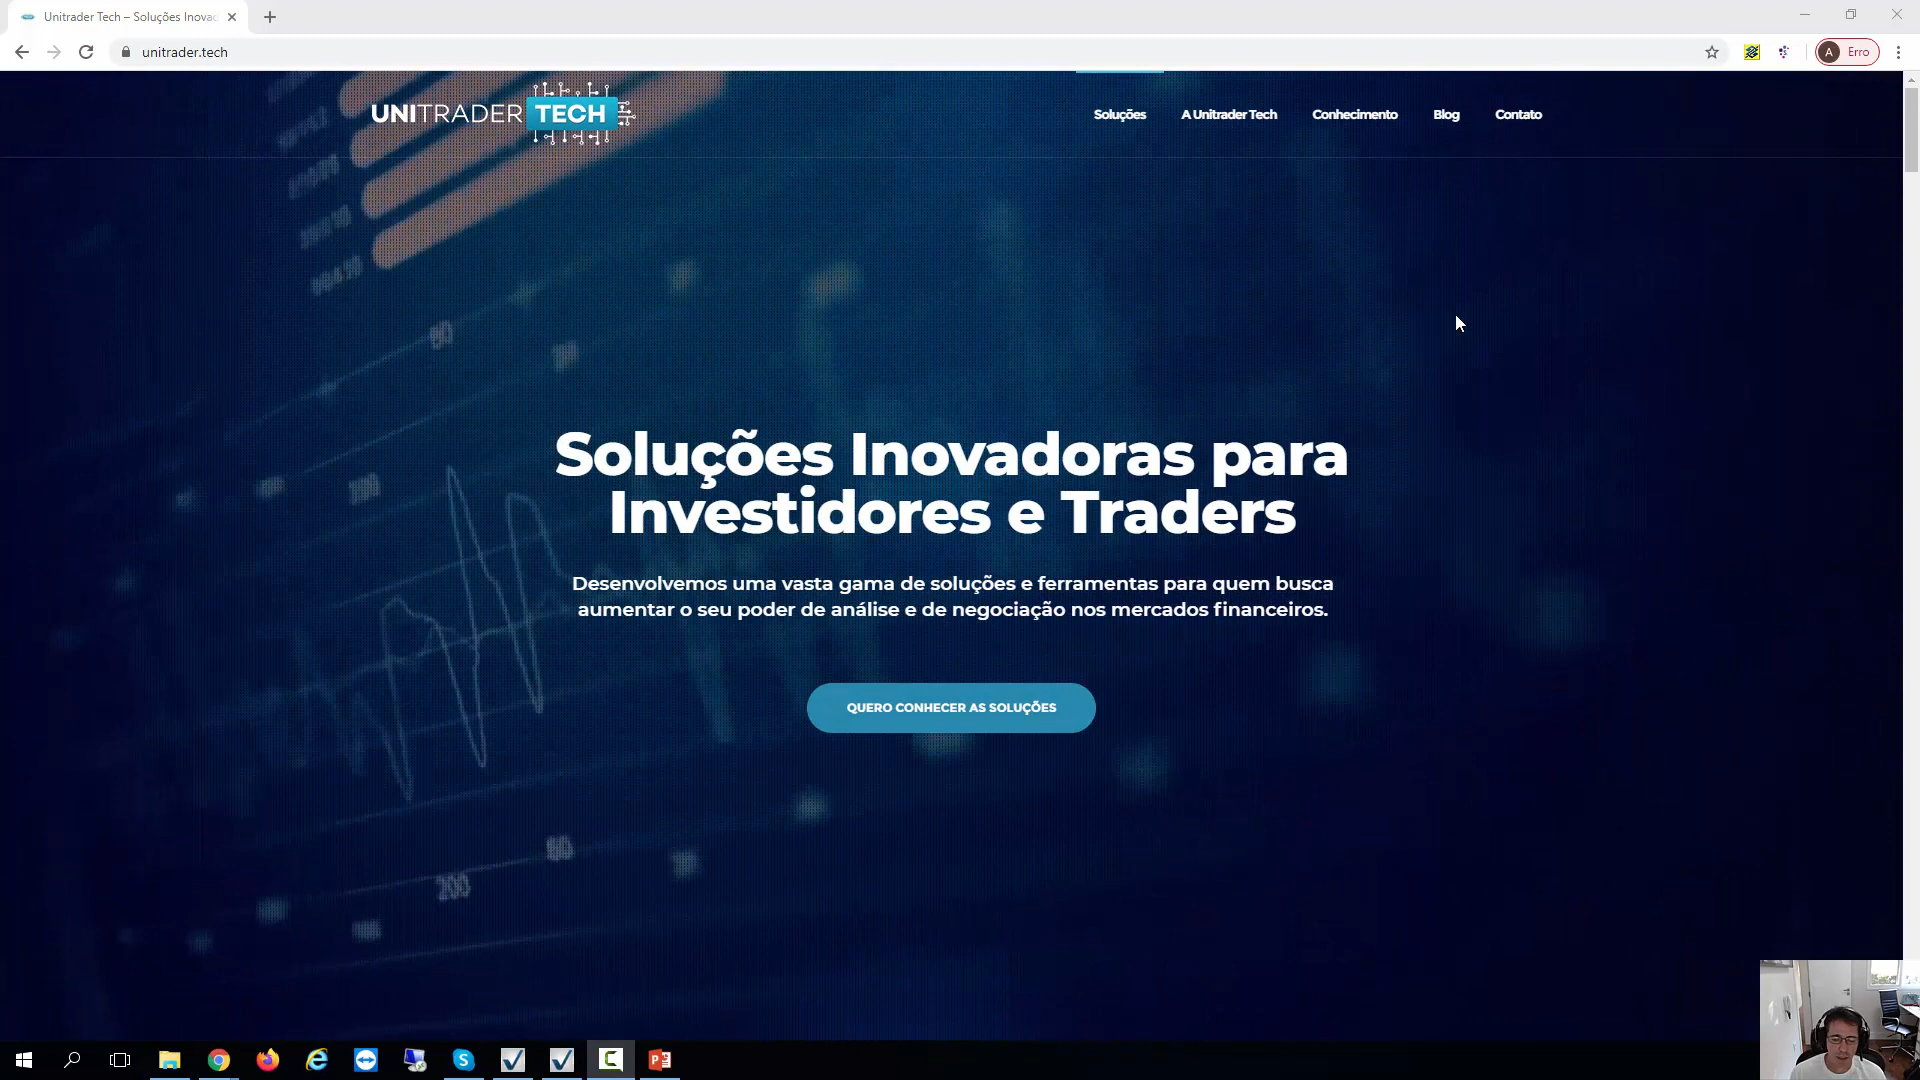 Unitrader Tech – Soluções Inova
unitrader.tech
A Erro
UNITRADER TECH
Soluções
A Unitrader Tech
Conhecimento
Blog
Contato
Soluções Inovadoras para
Investidores e Traders
Desenvolvemos uma vasta gama de soluções e ferramentas para quem busca
aumentar o seu poder de análise e de negociação nos mercados financeiros.
QUERO CONHECER AS SOLUÇÕES
200